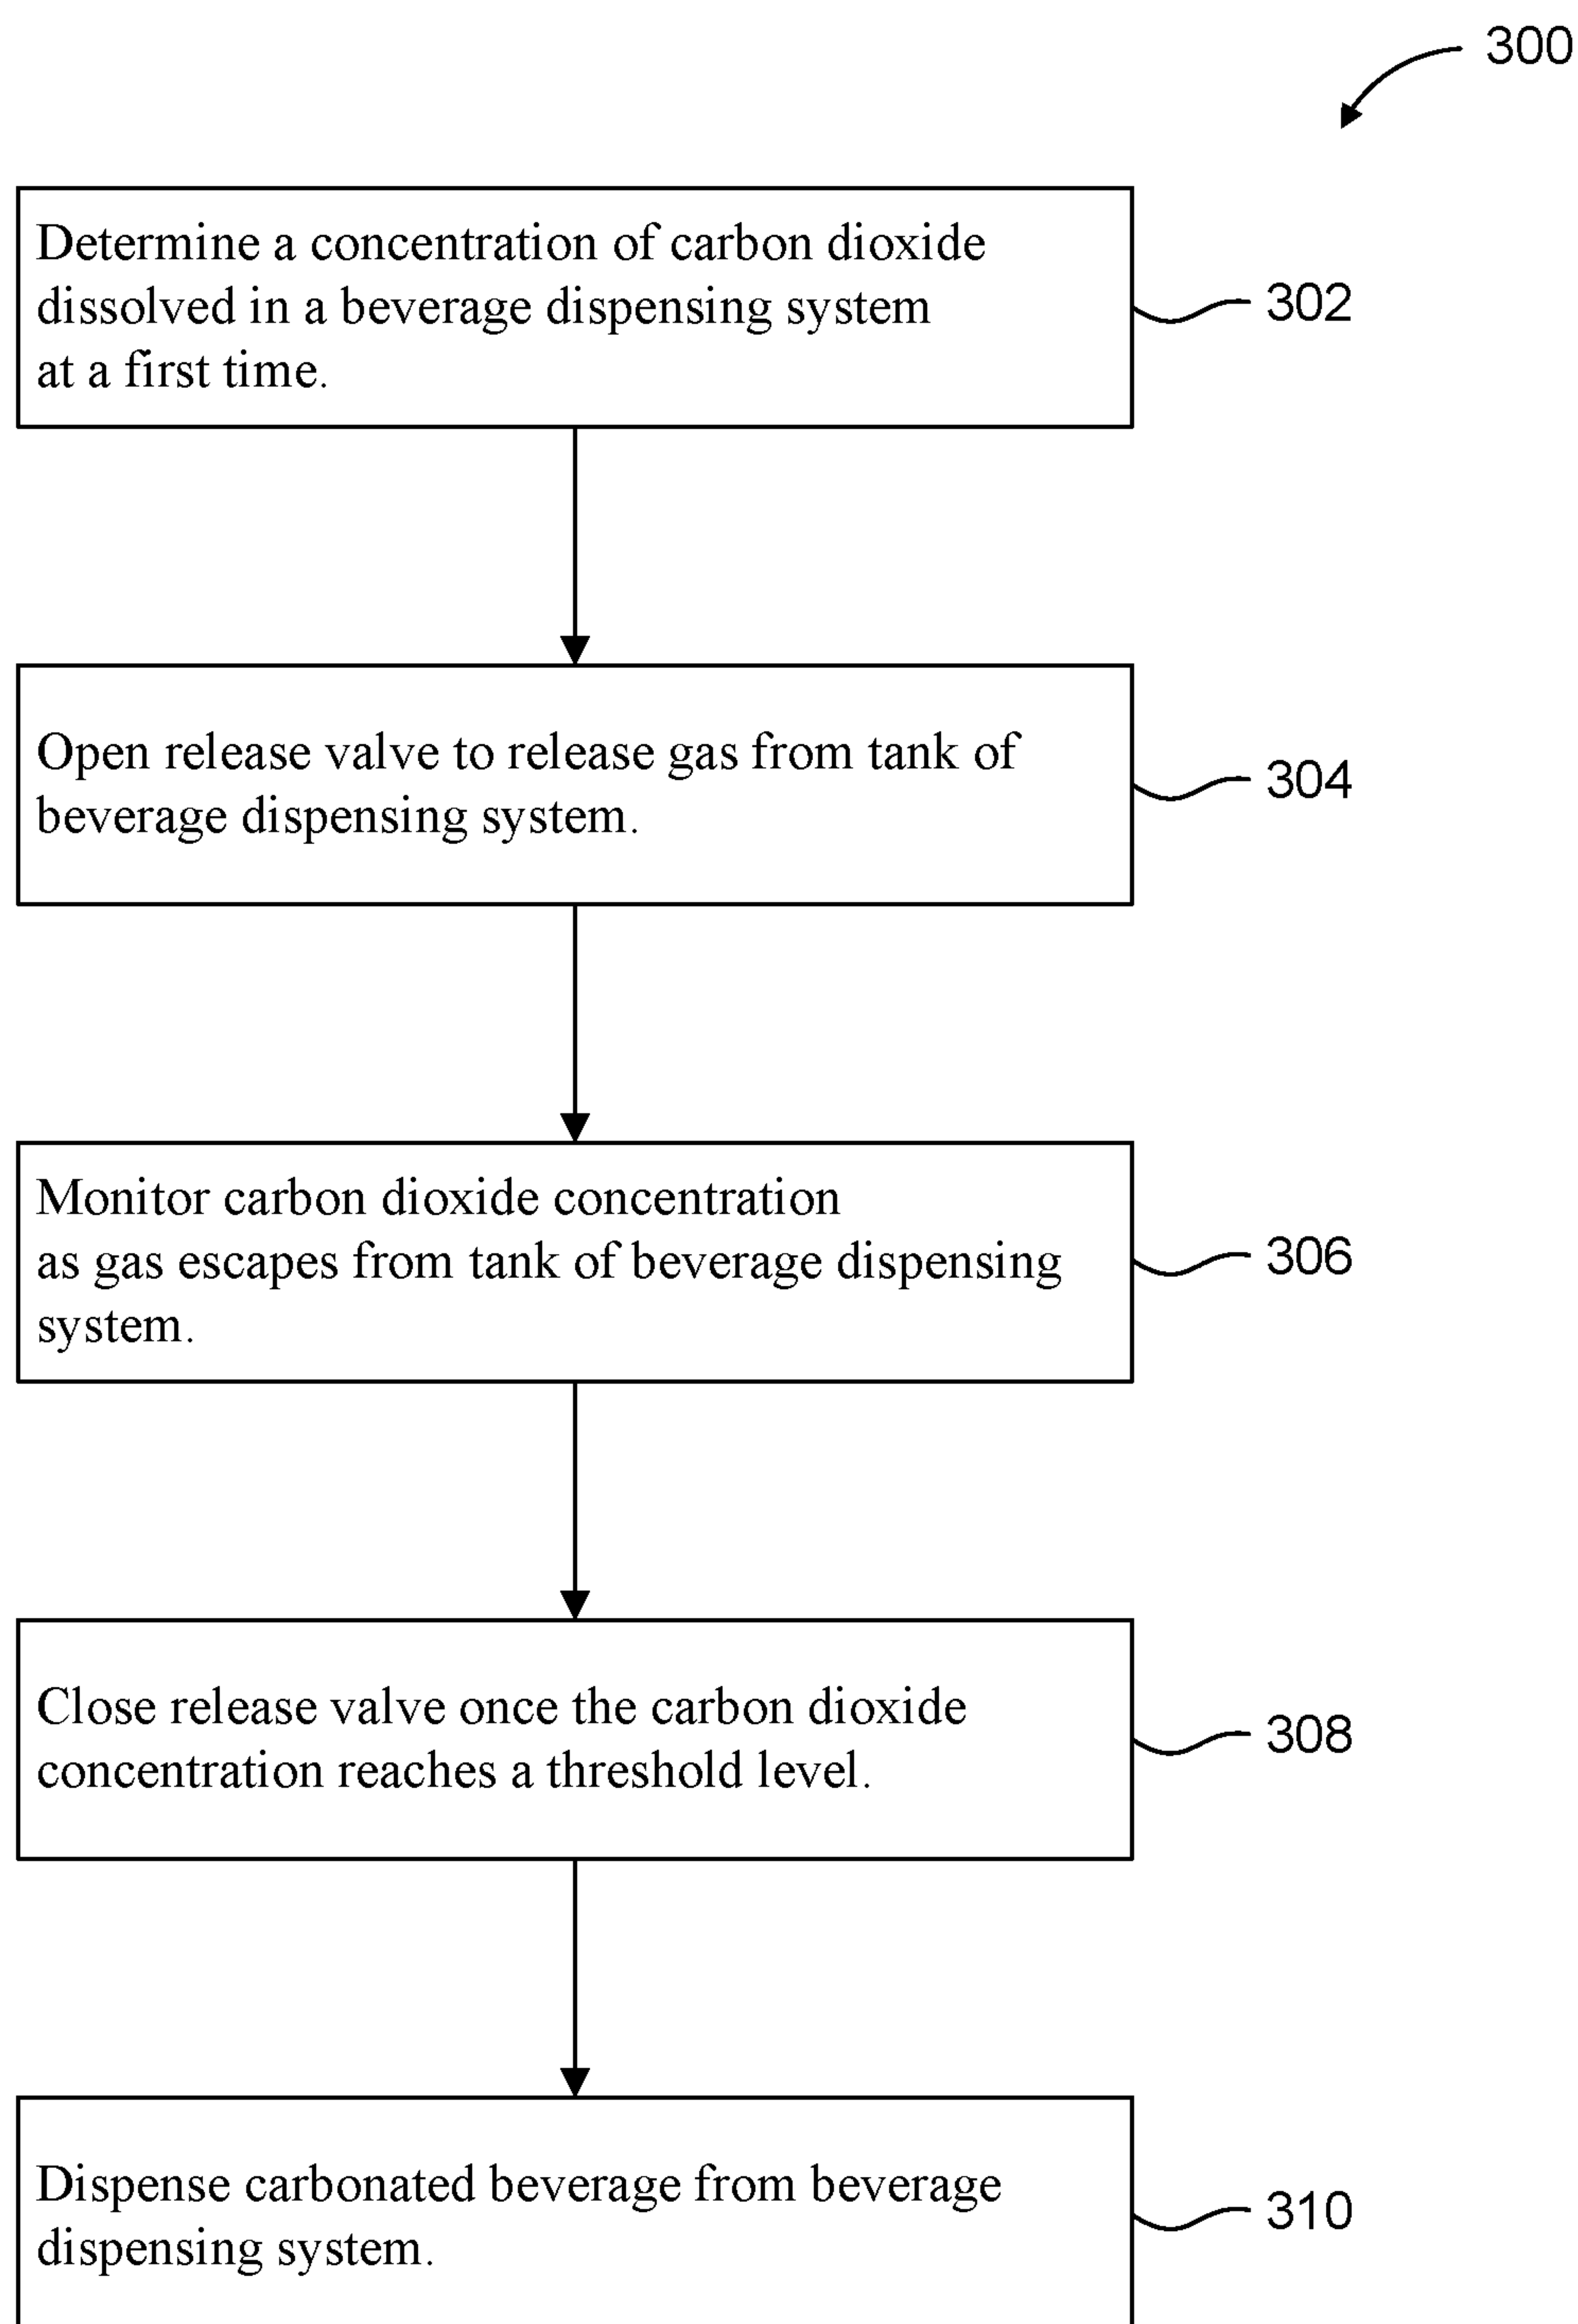 300
Determine a concentration of carbon dioxide
dissolved in a beverage dispensing system
at a first time.
302
Open release valve to release gas from tank of
beverage dispensing system.
304
Monitor carbon dioxide concentration
as gas escapes from tank of beverage dispensing
system.
306
Close release valve once the carbon dioxide
concentration reaches a threshold level.
308
Dispense carbonated beverage from beverage
dispensing system.
310